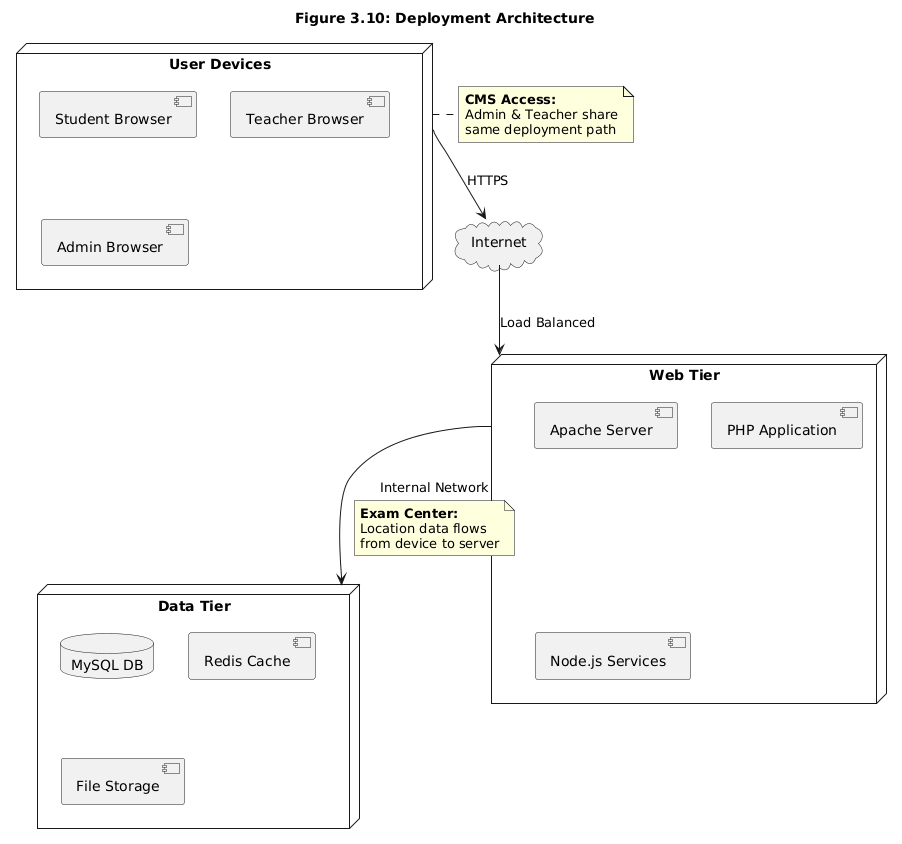 Figure 3.10: Deployment Architecture
User Devices
Student Browser
Teacher Browser
Admin Browser
CMS Access:
Admin & Teacher share
same deployment path
HTTPS
Internet
Load Balanced
Web Tier
Apache Server
PHP Application
Node.js Services
Internal Network
Exam Center:
Location data flows
from device to server
Data Tier
MySQL DB
Redis Cache
File Storage